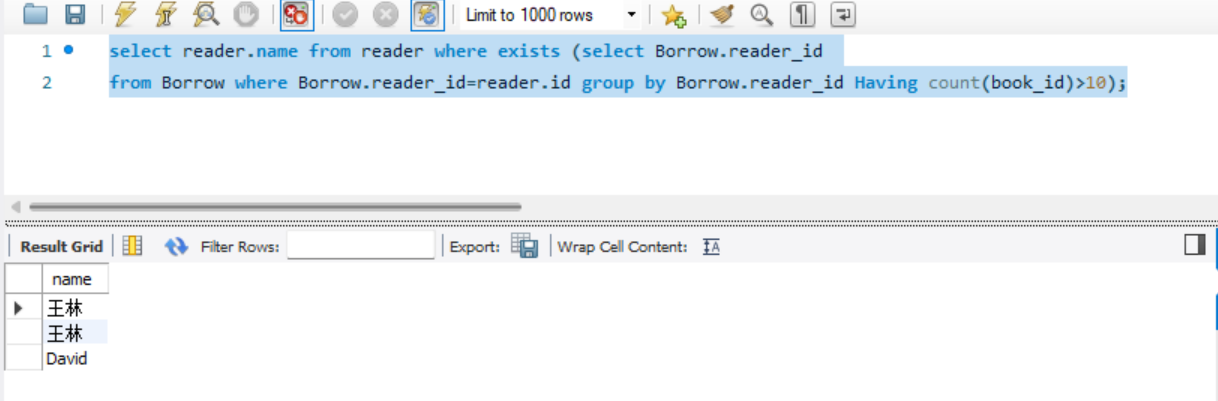 Limit to 1000 rows
1 select reader.name from reader where exists (select Borrow.reader_id
2 from Borrow where Borrow.reader_id=reader.id group by Borrow.reader_id Having count(book_id)>10);
Result Grid Filter Rows: Export: Wrap Cell Content: IA
name
王林
王林
David